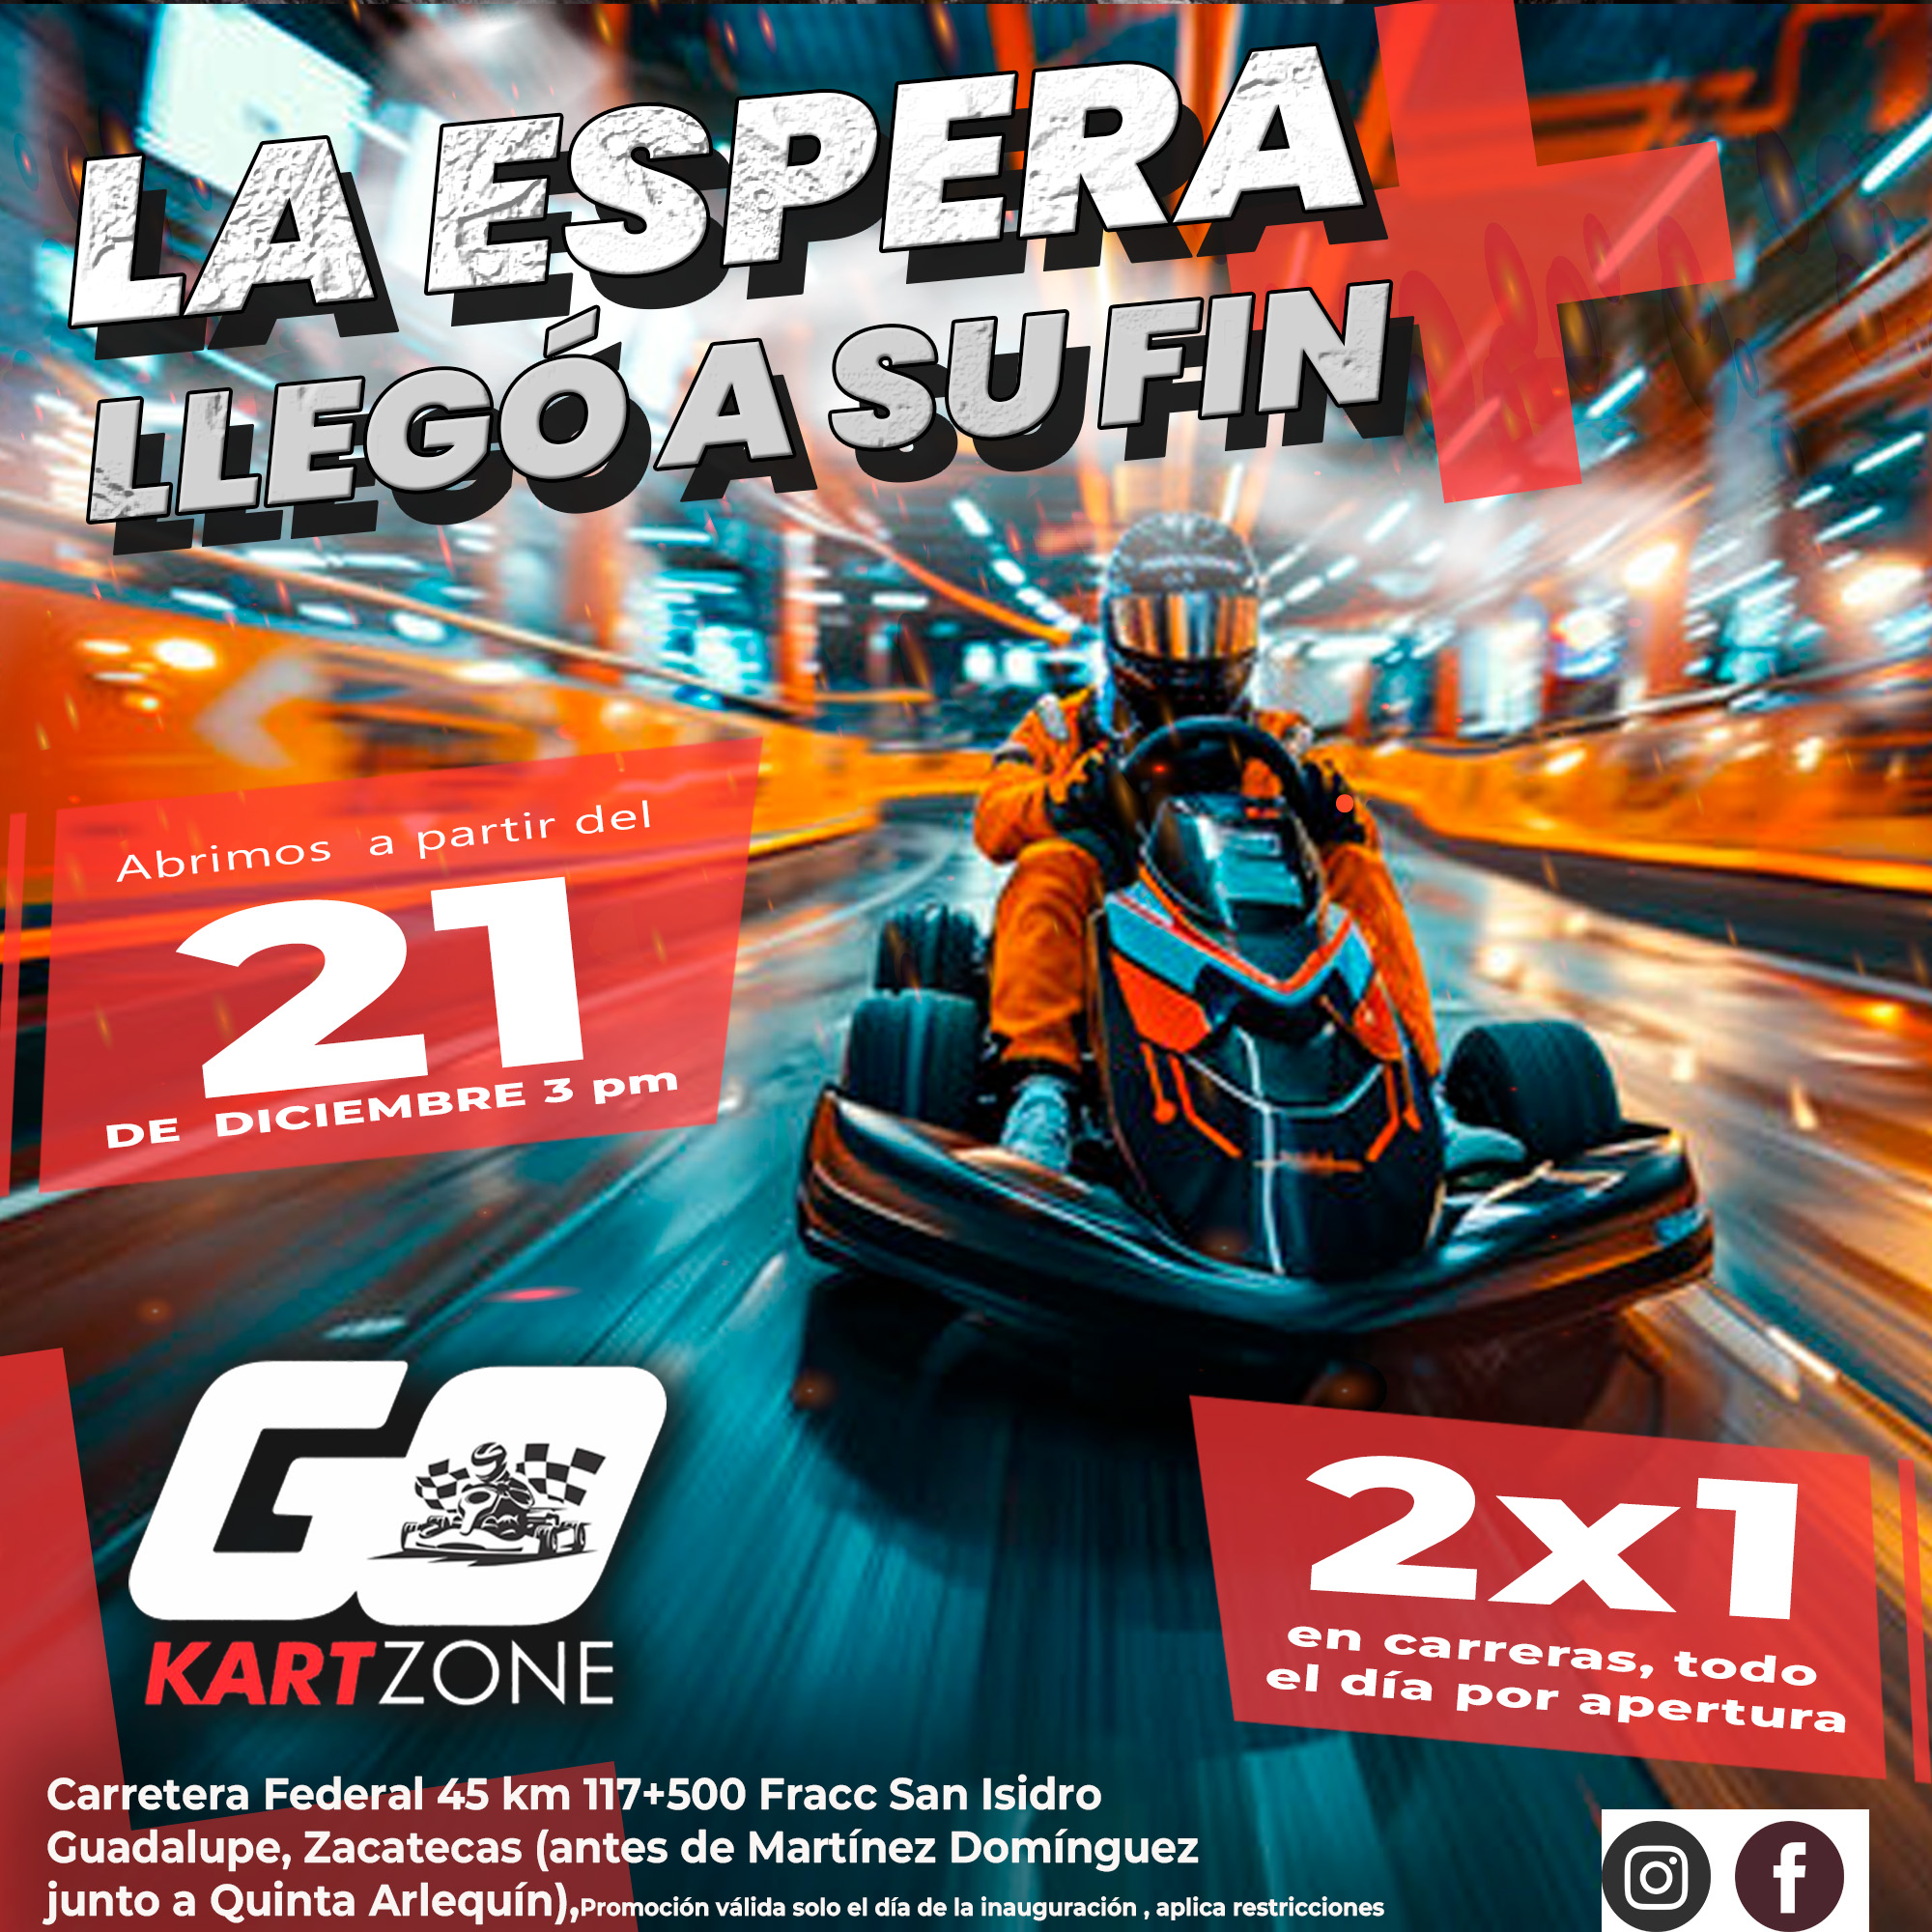 LA ESPERA
LLEGÓ A SU FIN
Abrimos a partir del
21
DE DICIEMBRE 3 pm
GO
KARTZONE
2x1
en carreras, todo
el día por apertura
Carretera Federal 45 km 117+500 Fracc San Isidro
Guadalupe, Zacatecas (antes de Martínez Domínguez
junto a Quinta Arlequín),Promoción válida solo el día de la inauguración , aplica restricciones